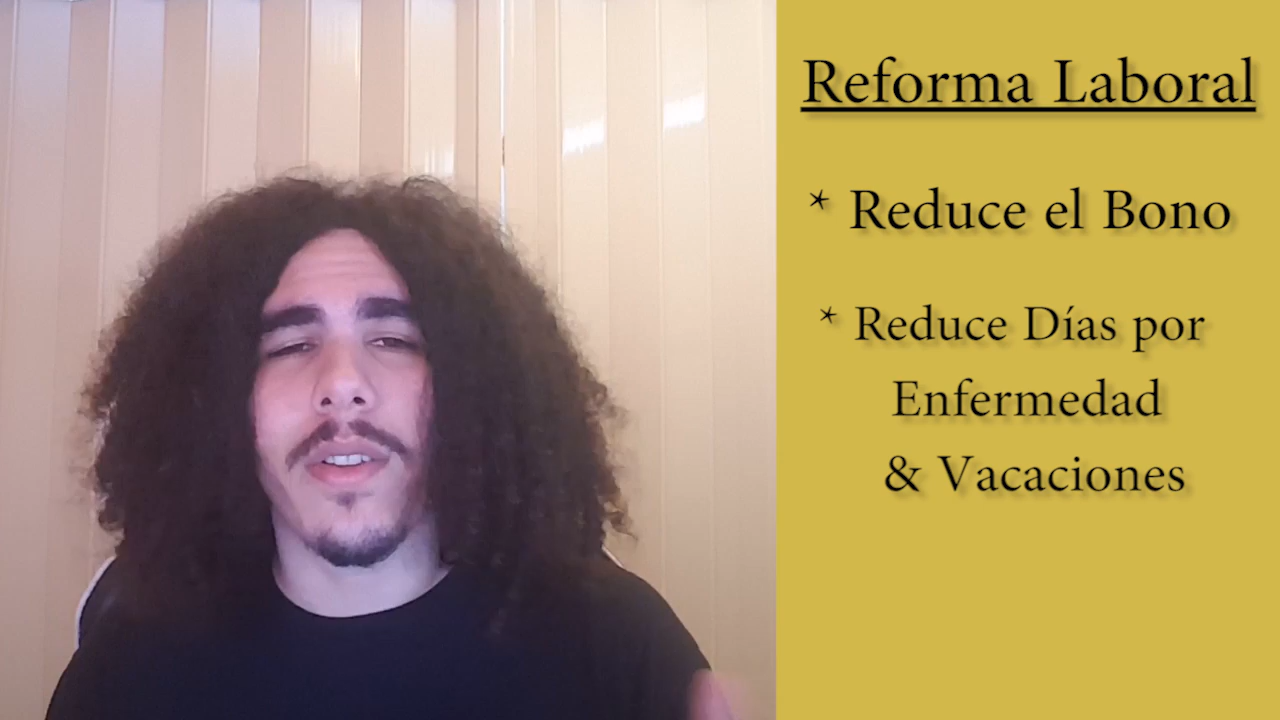 Reforma Laboral
* Reduce el Bono
* Reduce Días por
Enfermedad
& Vacaciones